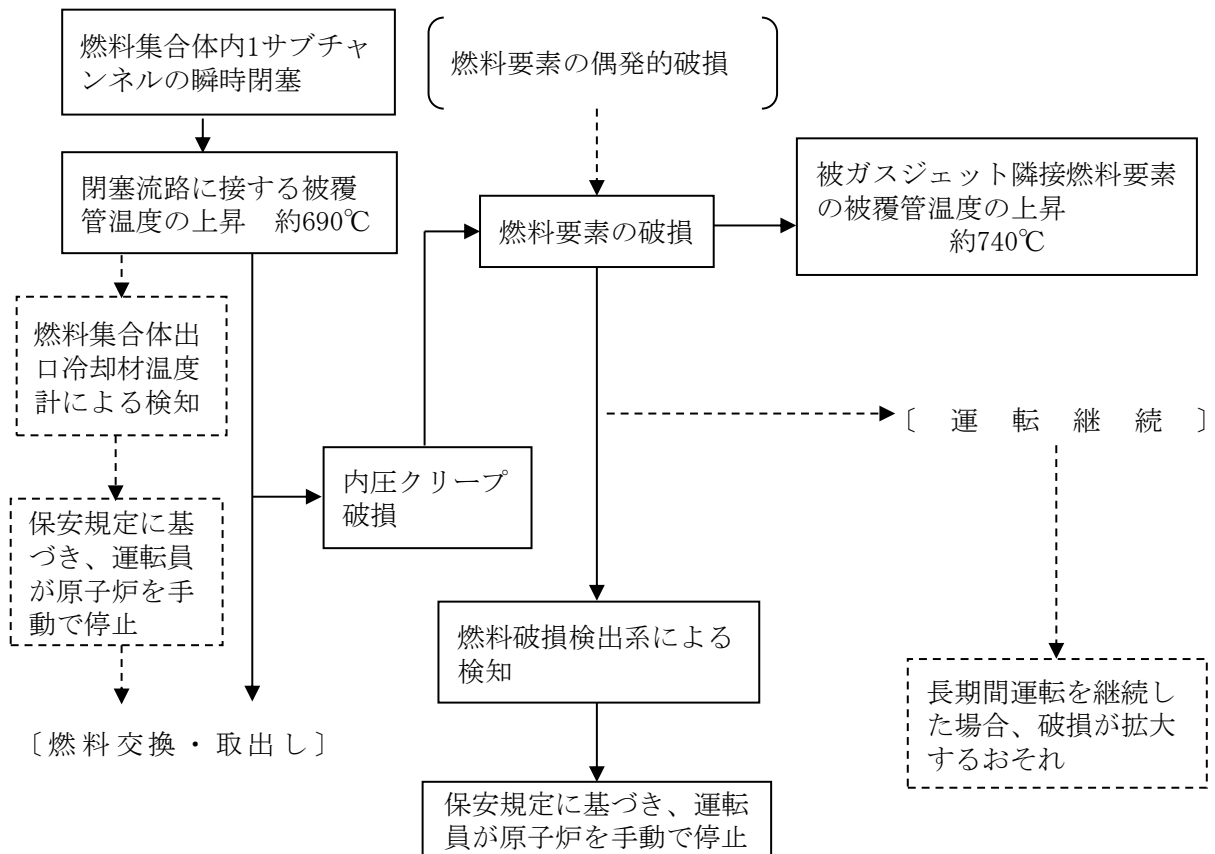 燃料集合体内1サブチャ
ンネルの瞬時閉塞
燃料要素の偶発的破損
閉塞流路に接する被覆
管温度の上昇　約690℃
燃料要素の破損
被ガスジェット隣接燃料要素
の被覆管温度の上昇
約740℃
燃料集合体出
口冷却材温度
計による検知
〔　運　転　継　続　〕
内圧クリープ
破損
保安規定に基
づき、運転員
が原子炉を手
動で停止
燃料破損検出系による
検知
長期間運転を継続し
た場合、破損が拡大
するおそれ
〔燃料交換・取出し〕
保安規定に基づき、運転
員が原子炉を手動で停止